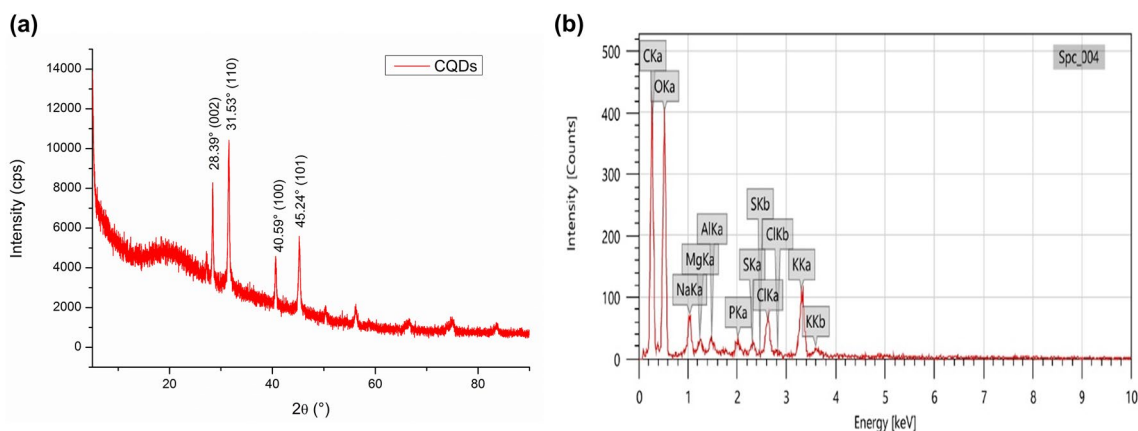 (a)
CQDs
28.39° (002)
31.53° (110)
40.59° (100)
45.24° (101)
Intensity (cps)
14000
12000
10000
8000
6000
4000
2000
0
20
40
60
80
2θ (°)
(b)
Spc_004
CKa
OKa
NaKa
MgKa
AlKa
PKa
SKa
SKb
ClKa
ClKb
KKa
KKb
Intensity [Counts]
500
400
300
200
100
0
0 1 2 3 4 5 6 7 8 9 10
Energy [keV]